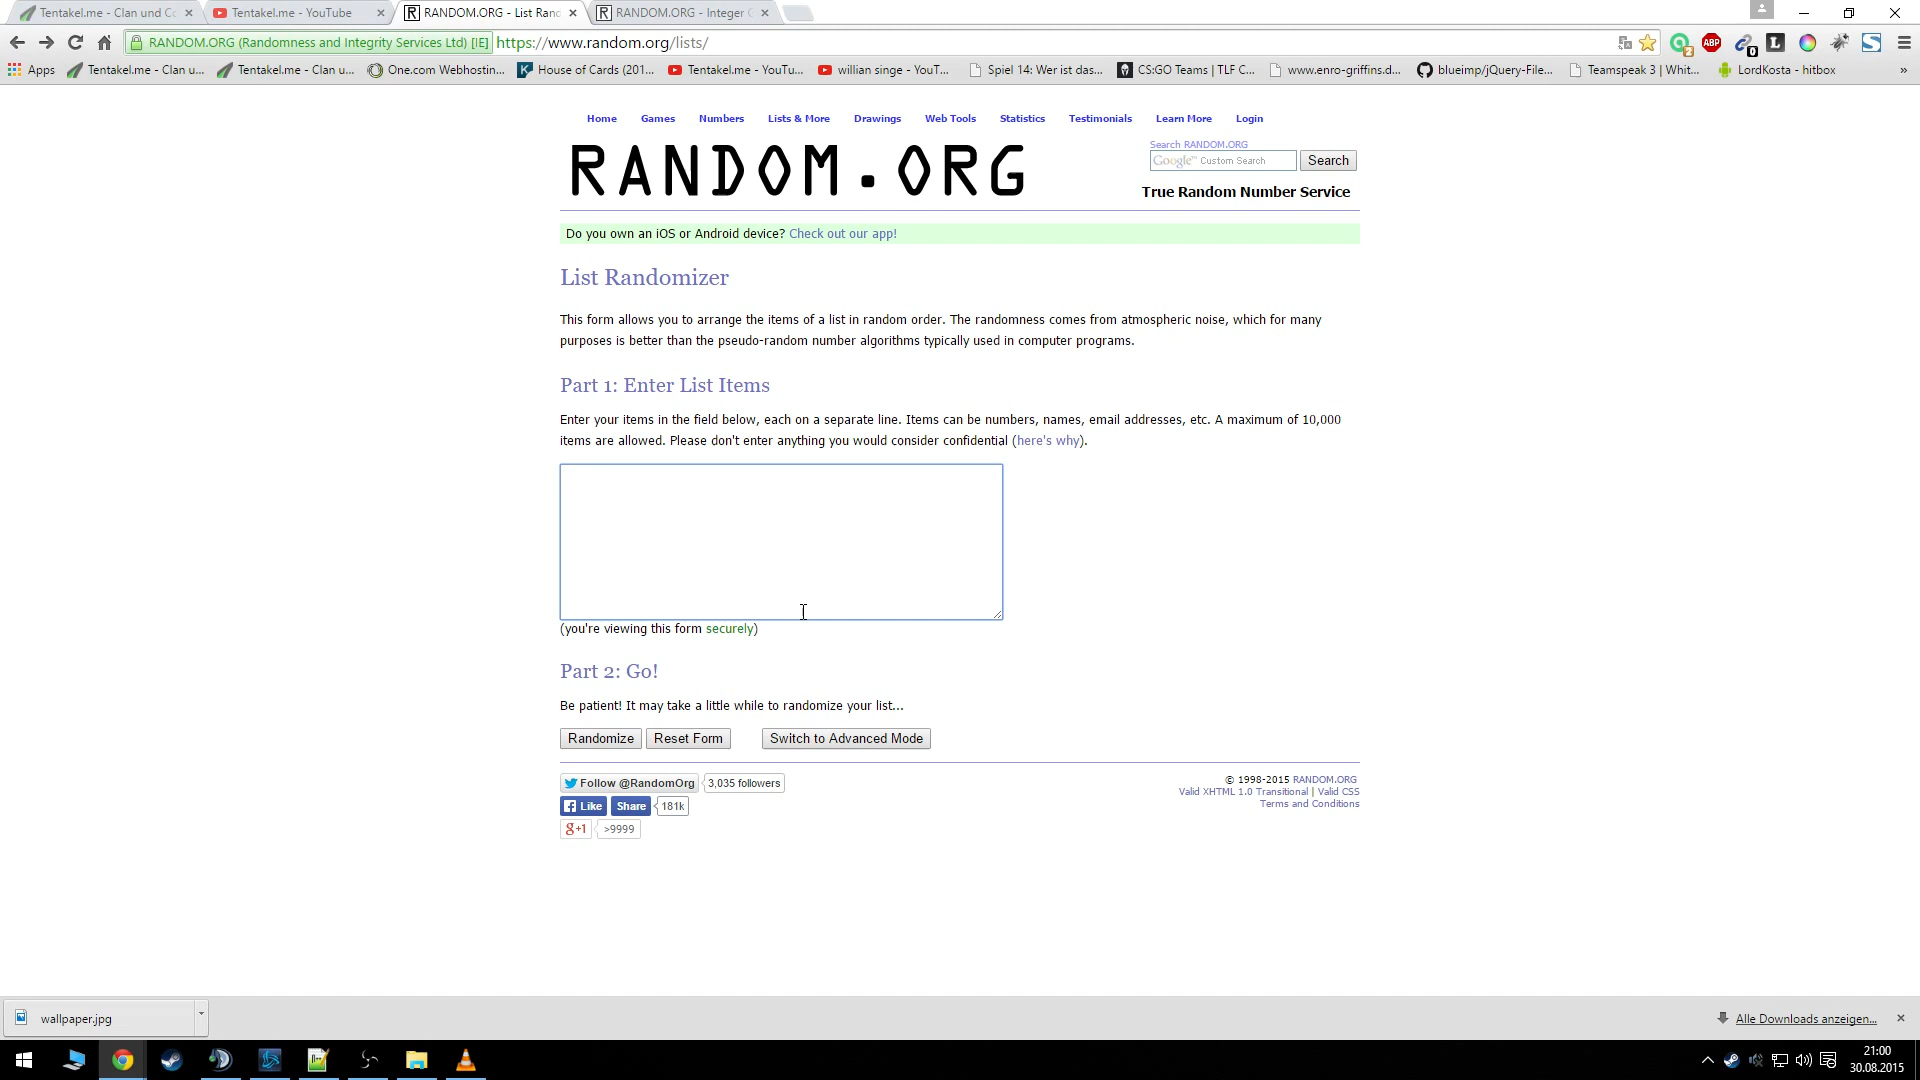 Tentakel.me - Clan und Co
Tentakel.me - YouTube
RANDOM.ORG - List Rand
RANDOM.ORG - Integer G
RANDOM.ORG (Randomness and Integrity Services Ltd) [IE]
https://www.random.org/lists/
2
ABP
0
L
S
Apps
Tentakel.me - Clan u...
Tentakel.me - Clan u...
One.com Webhostin...
House of Cards (201...
Tentakel.me - YouTu...
willian singe - YouT...
Spiel 14: Wer ist das...
CS:GO Teams | TLF C...
www.enro-griffins.d...
blueimp/jQuery-File...
Teamspeak 3 | Whit...
LordKosta - hitbox
»
Home Games Numbers Lists & More Drawings Web Tools Statistics Testimonials Learn More Login
RANDOM.ORG
Search RANDOM.ORG
Google™ Custom Search
Search
True Random Number Service
Do you own an iOS or Android device? Check out our app!
List Randomizer
This form allows you to arrange the items of a list in random order. The randomness comes from atmospheric noise, which for many
purposes is better than the pseudo-random number algorithms typically used in computer programs.
Part 1: Enter List Items
Enter your items in the field below, each on a separate line. Items can be numbers, names, email addresses, etc. A maximum of 10,000
items are allowed. Please don't enter anything you would consider confidential (here's why).
(you're viewing this form securely)
Part 2: Go!
Be patient! It may take a little while to randomize your list...
Randomize
Reset Form
Switch to Advanced Mode
Follow @RandomOrg
3,035 followers
Like
Share
181k
g+1
>9999
© 1998-2015 RANDOM.ORG
Valid XHTML 1.0 Transitional | Valid CSS
Terms and Conditions
wallpaper.jpg
Alle Downloads anzeigen...
21:00
30.08.2015